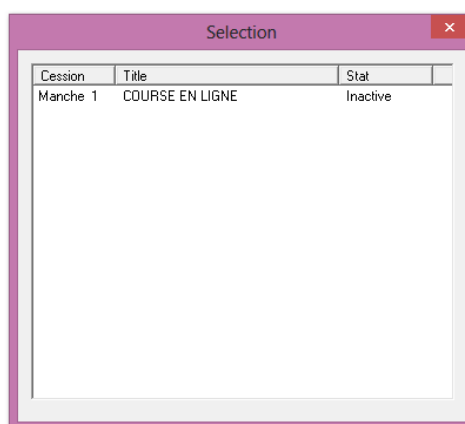 Selection
Cession Title Stat
Manche 1 COURSE EN LIGNE Inactive